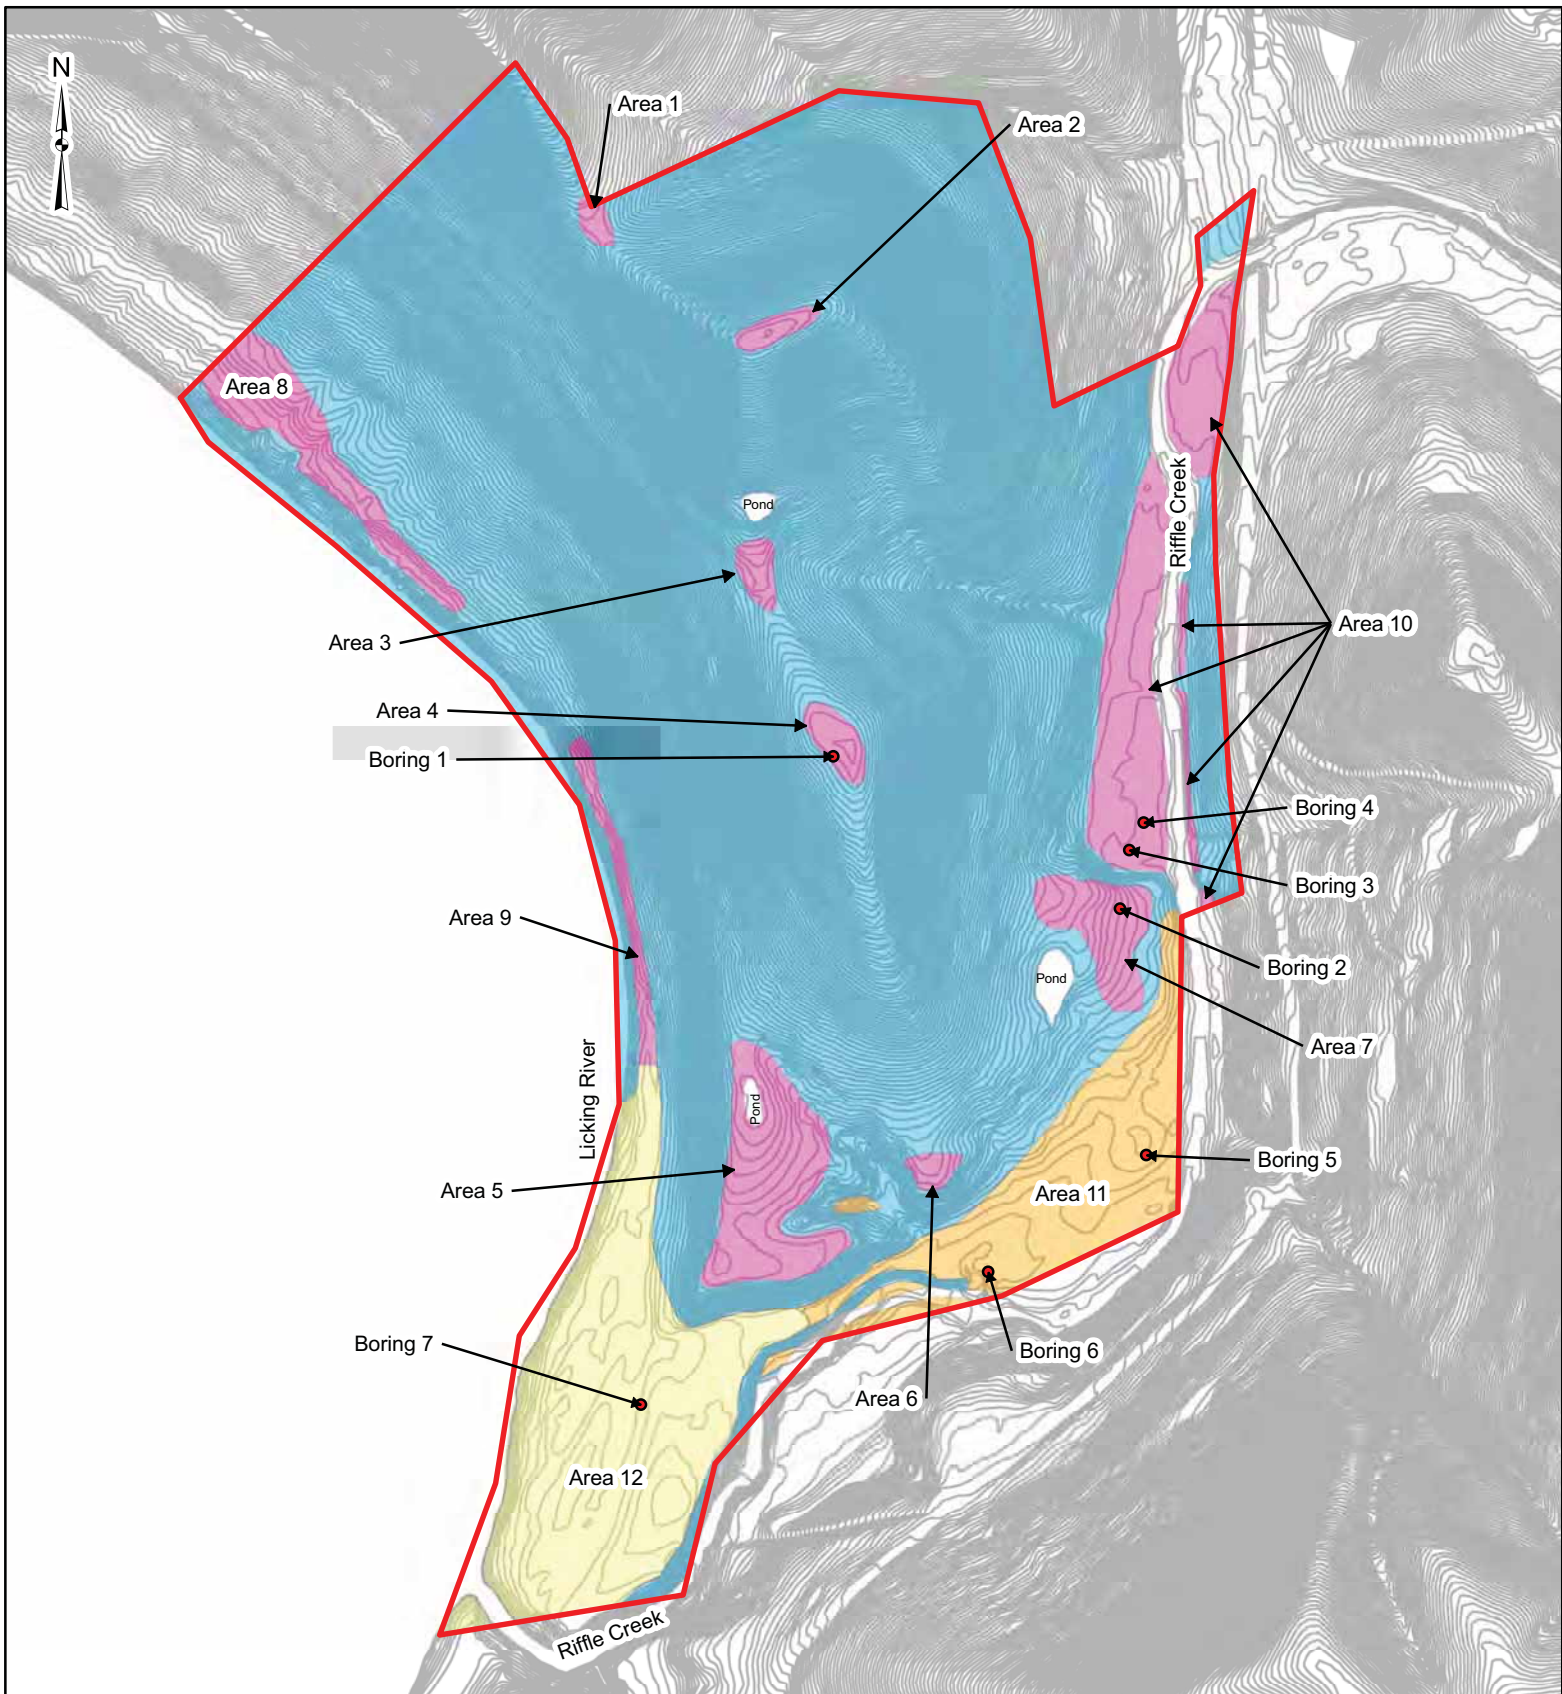 N
Area 1
Area 2
Area 8
Pond
Riffle Creek
Area 3
Area 10
Area 4
Boring 1
Boring 4
Boring 3
Area 9
Boring 2
Pond
Area 7
Licking River
Pond
Boring 5
Area 5
Area 11
Boring 7
Boring 6
Area 6
Area 12
Riffle Creek